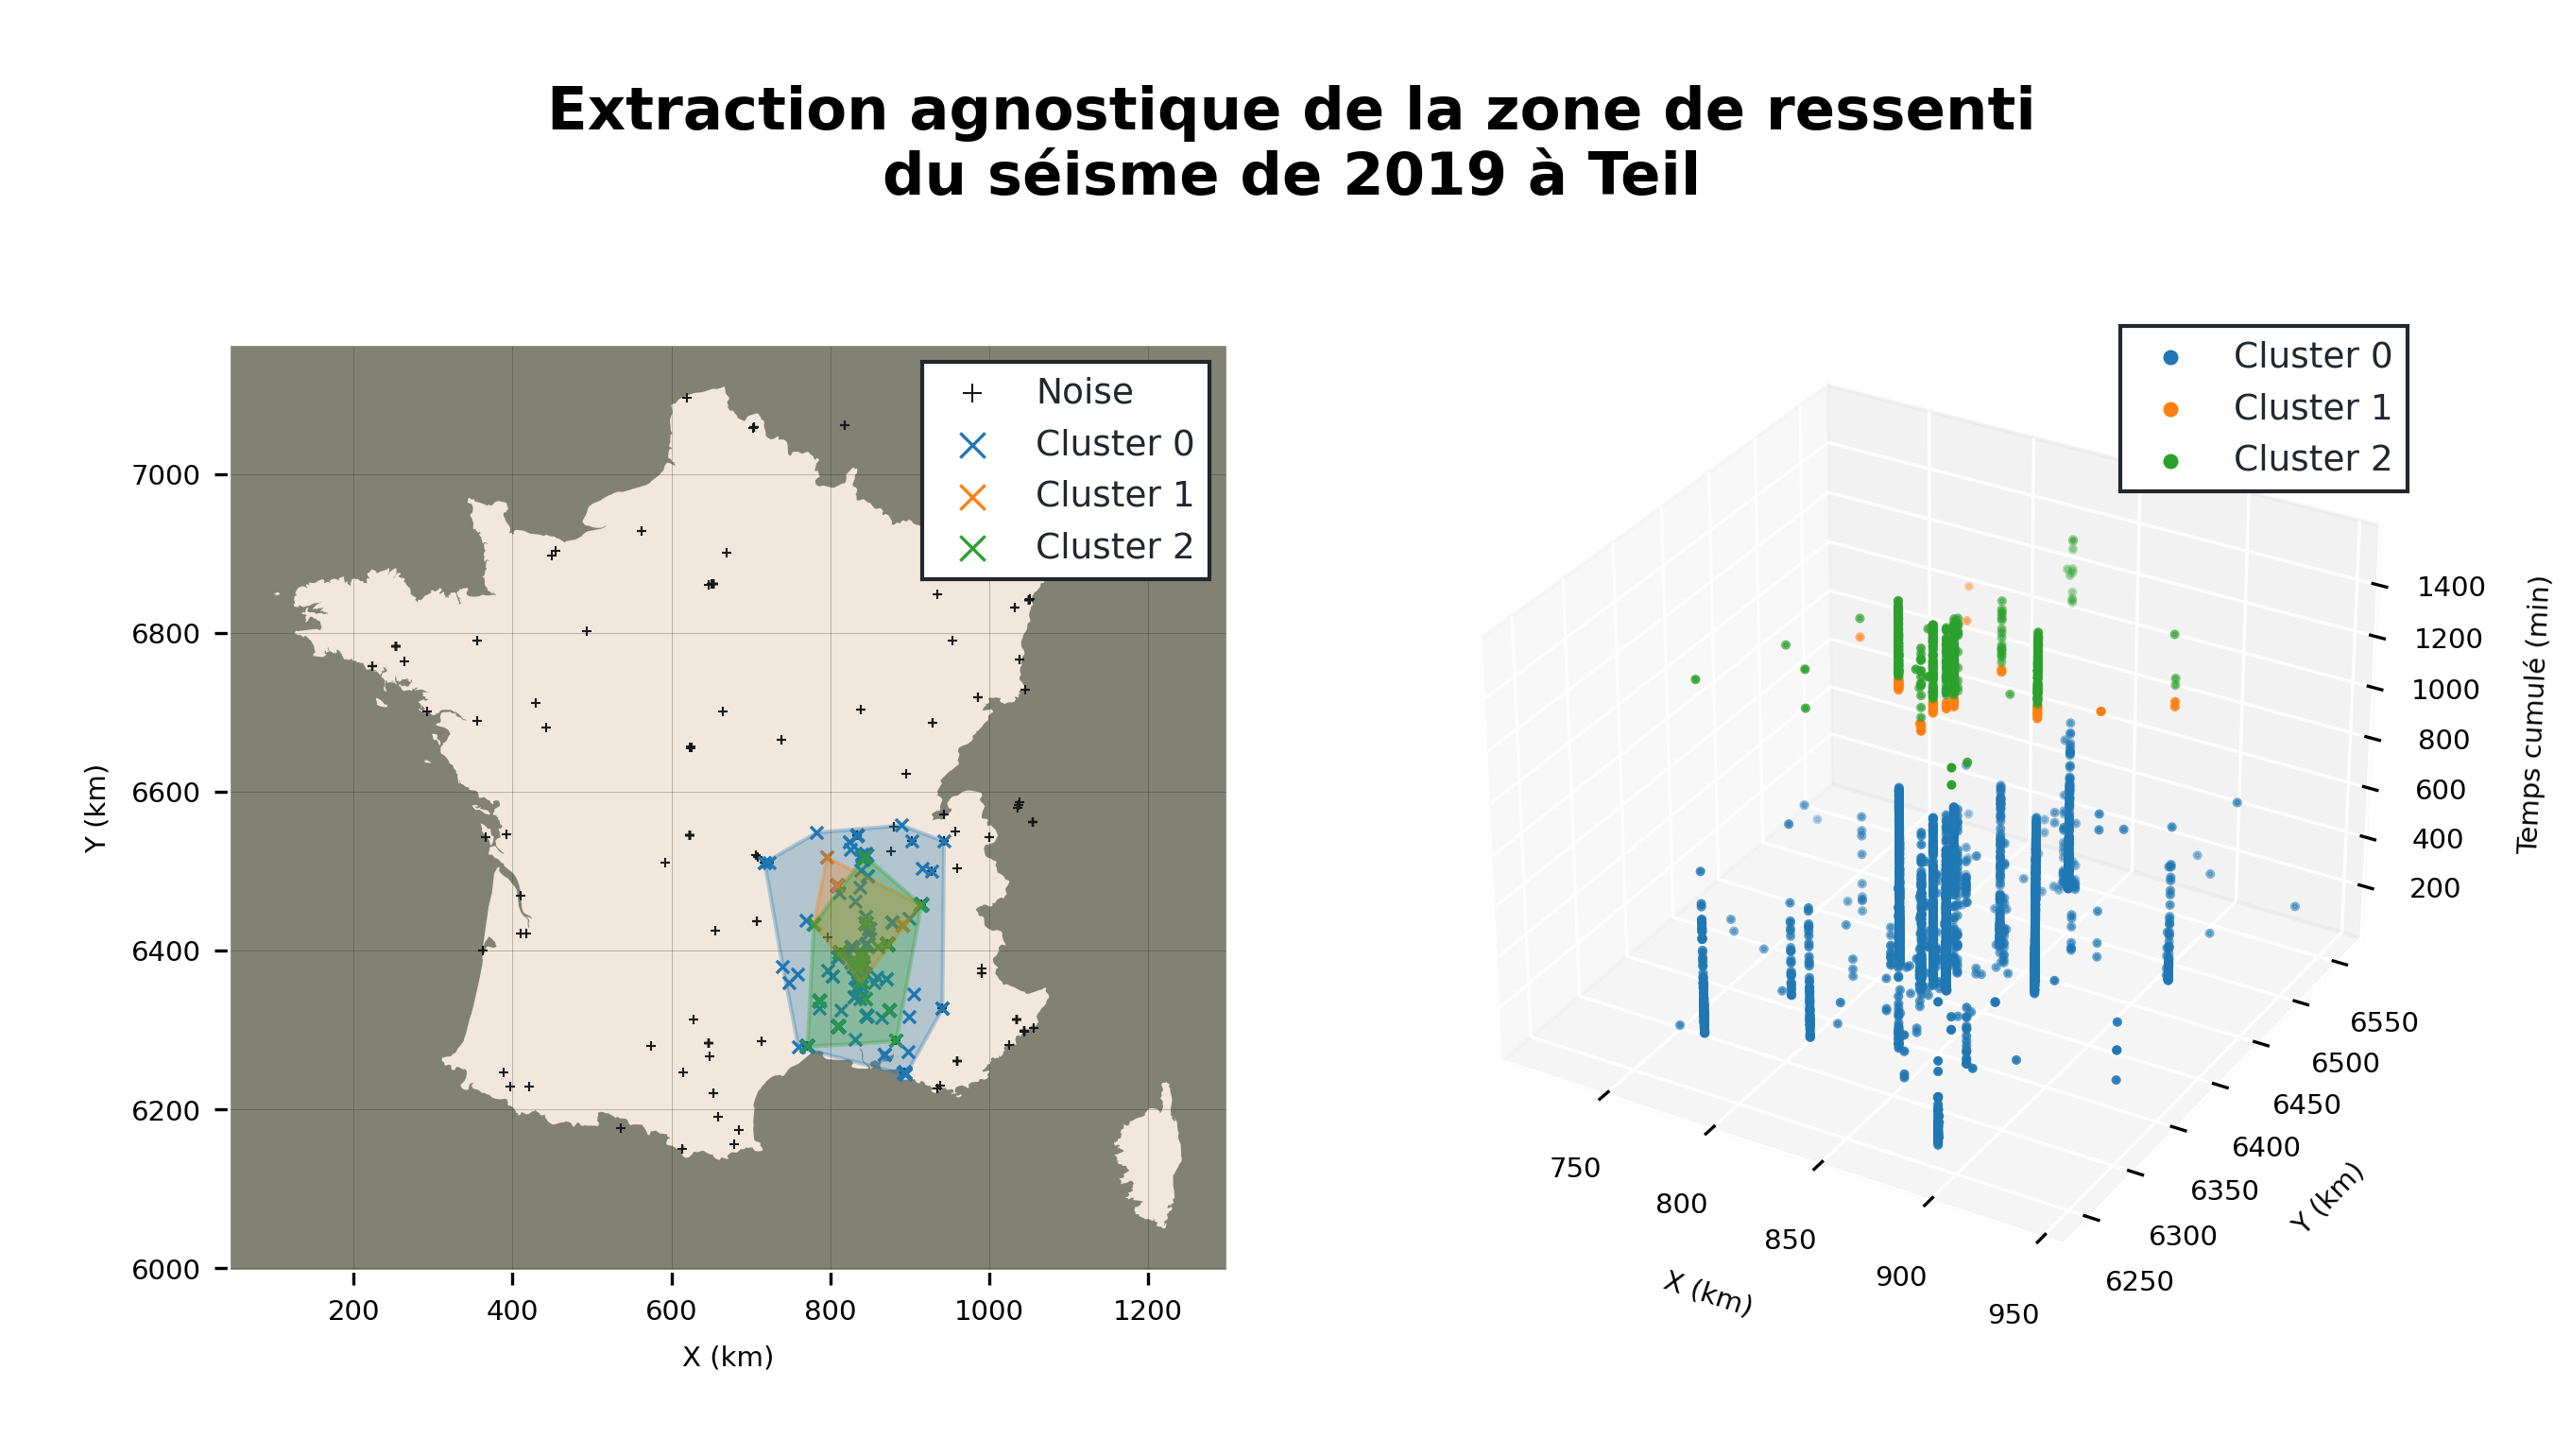 Extraction agnostique de la zone de ressenti
du séisme de 2019 à Teil
Noise
Cluster 0
Cluster 1
Cluster 2
7000
6800
6600
6400
6200
6000
Y (km)
200 400 600 800 1000 1200
X (km)
Cluster 0
Cluster 1
Cluster 2
1400
1200
1000
800
600
400
200
Temps cumulé (min)
750
800
850
900
950
X (km)
6550
6500
6450
6400
6350
6300
6250
Y (km)